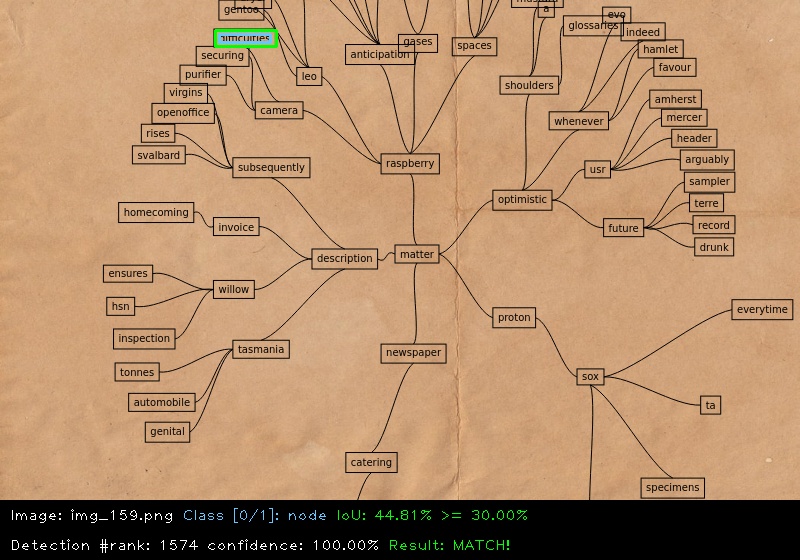 gentoo
difficulties
securing
purifier
virgins
openoffice
rises
svalbard
leo
camera
subsequently
anticipation
gases
spaces
raspberry
a
evo
glossaries
indeed
hamlet
favour
shoulders
whenever
amherst
mercer
header
arguably
usr
optimistic
sampler
terre
record
drunk
future
homecoming
invoice
description
matter
ensures
willow
hsn
inspection
tasmania
tonnes
automobile
genital
newspaper
catering
proton
everytime
sox
ta
specimens
Image: img_159.png Class [0/1]: node IoU: 44.81% >= 30.00%
Detection #rank: 1574 confidence: 100.00% Result: MATCH!